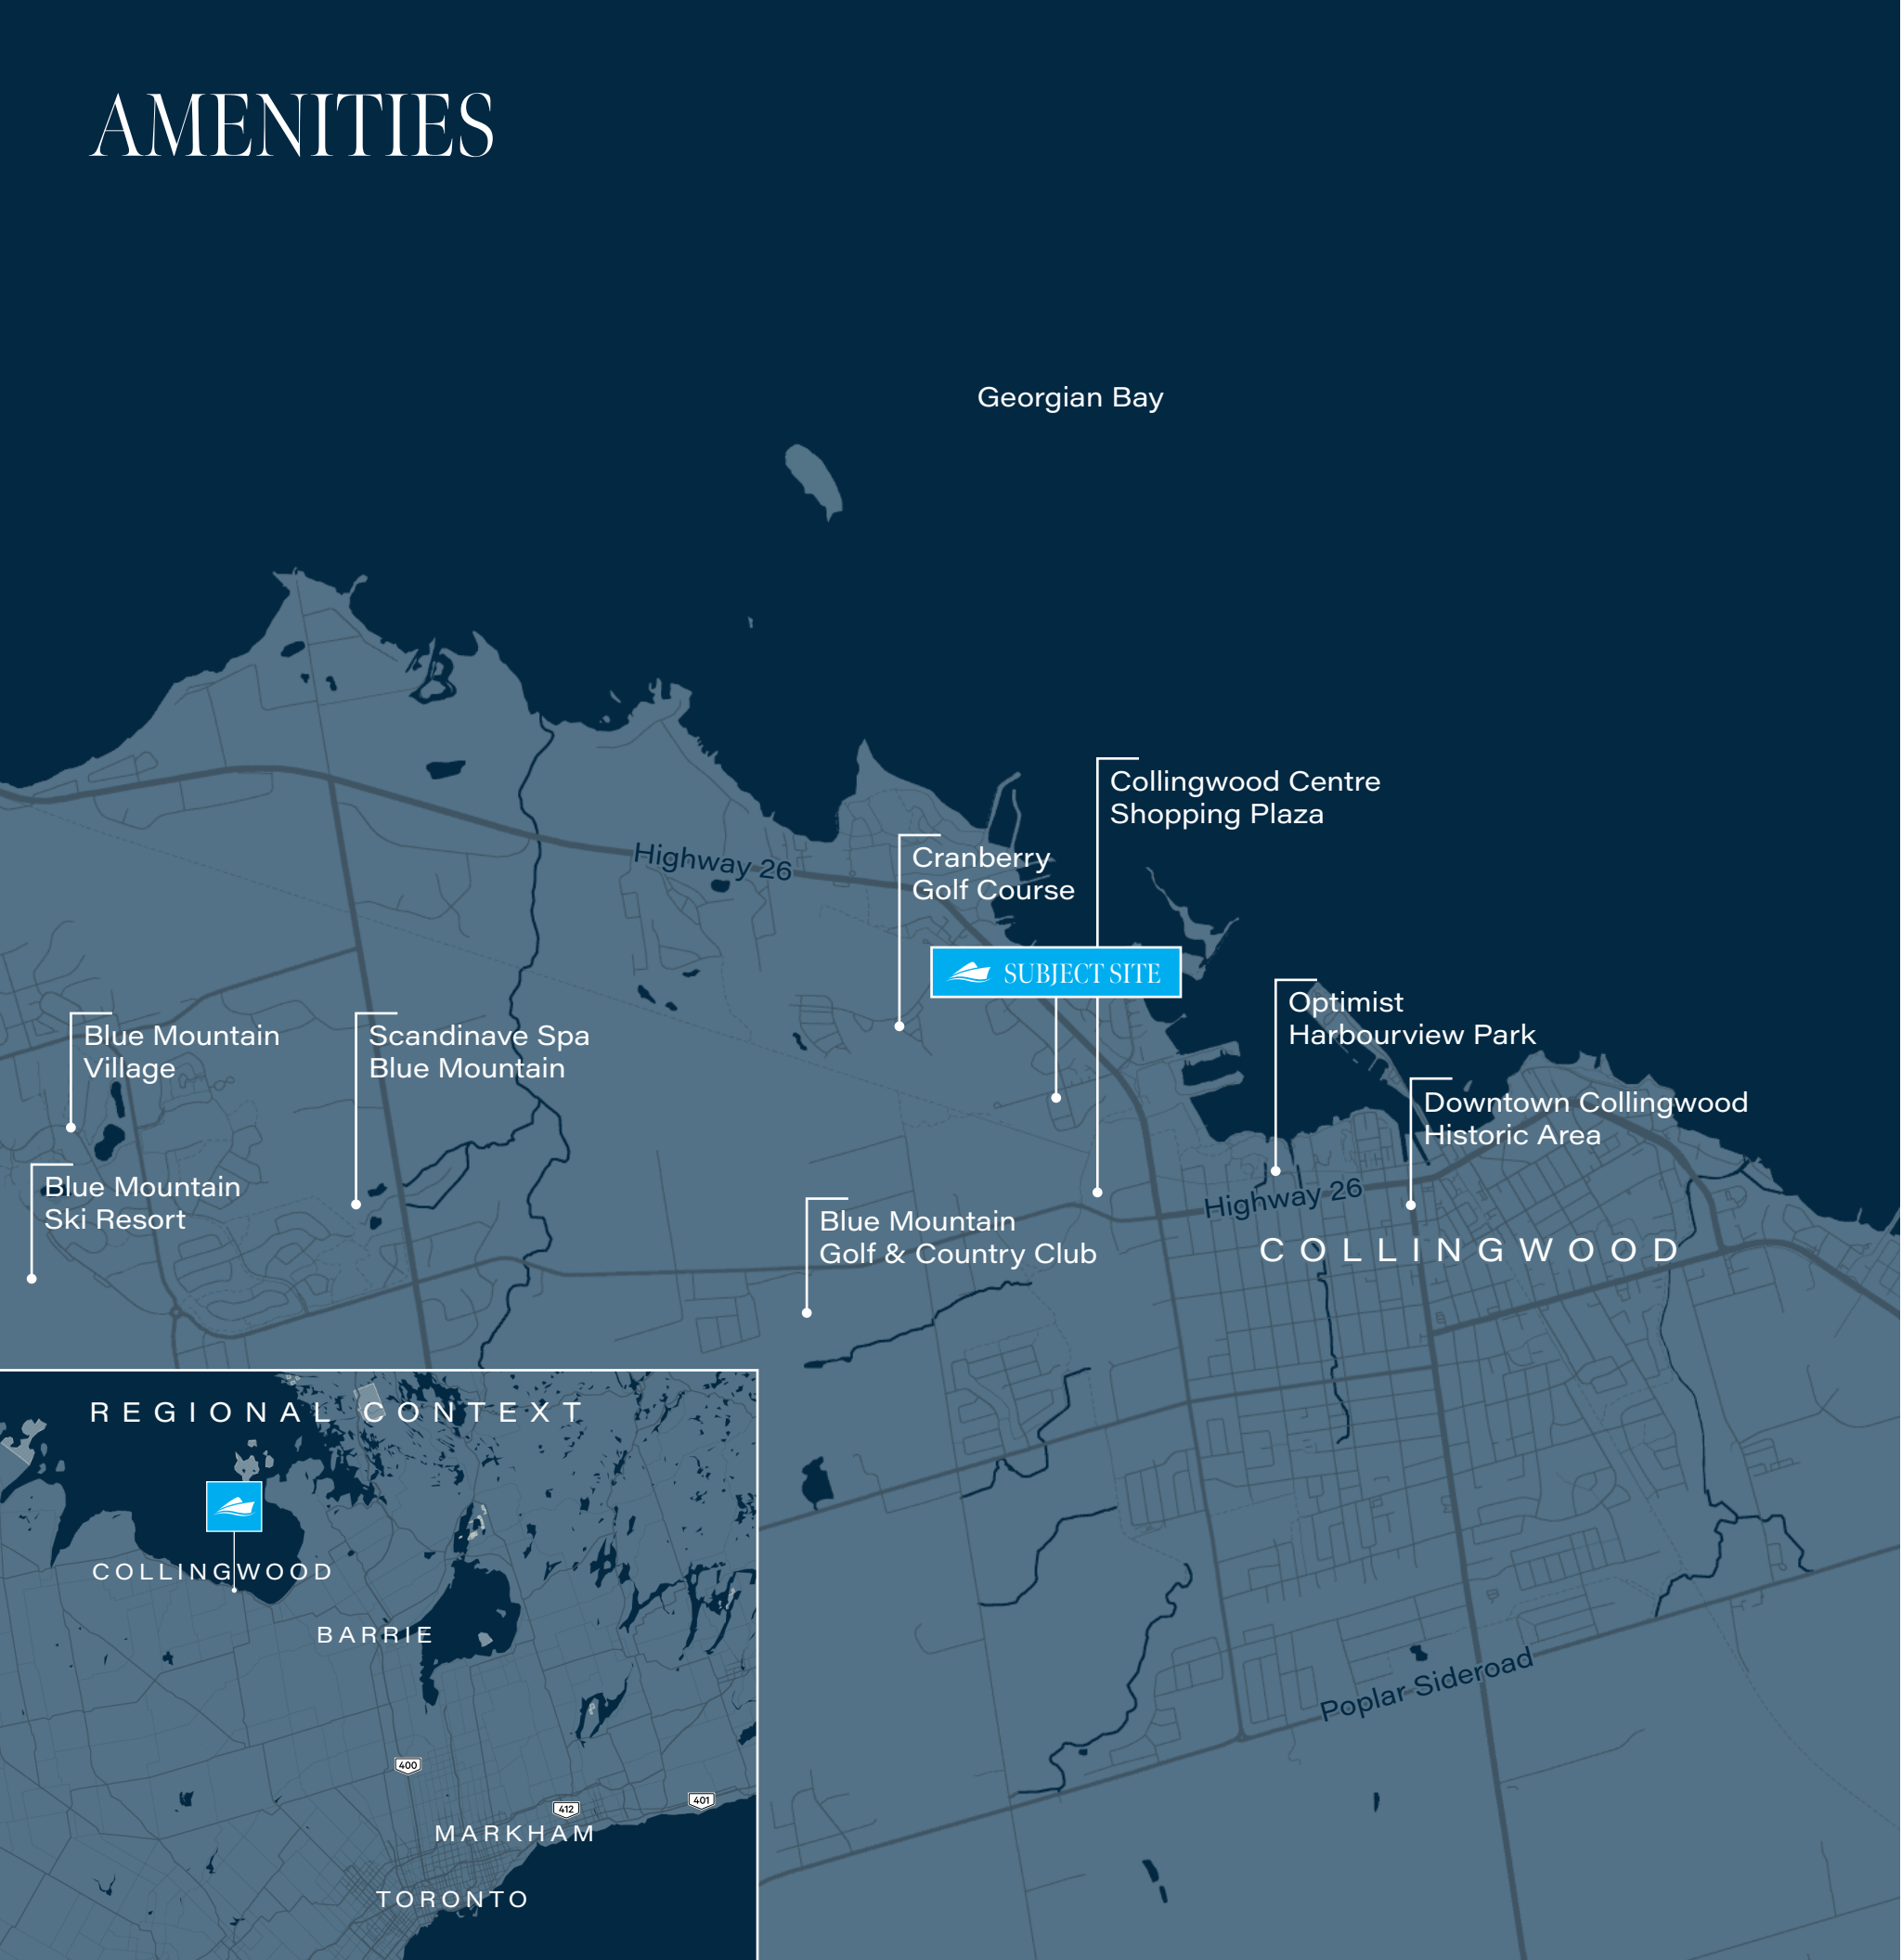 AMENITIES
Georgian Bay
Collingwood Centre
Shopping Plaza
Highway 26
Cranberry
Golf Course
SUBJECT SITE
Optimist
Harbourview Park
Blue Mountain
Village
Scandinave Spa
Blue Mountain
Downtown Collingwood
Historic Area
Blue Mountain
Ski Resort
Highway 26
Blue Mountain
Golf & Country Club
COLLINGWOOD
REGIONAL CONTEXT
COLLINGWOOD
BARRIE
Poplar Sideroad
400
401
412
MARKHAM
TORONTO